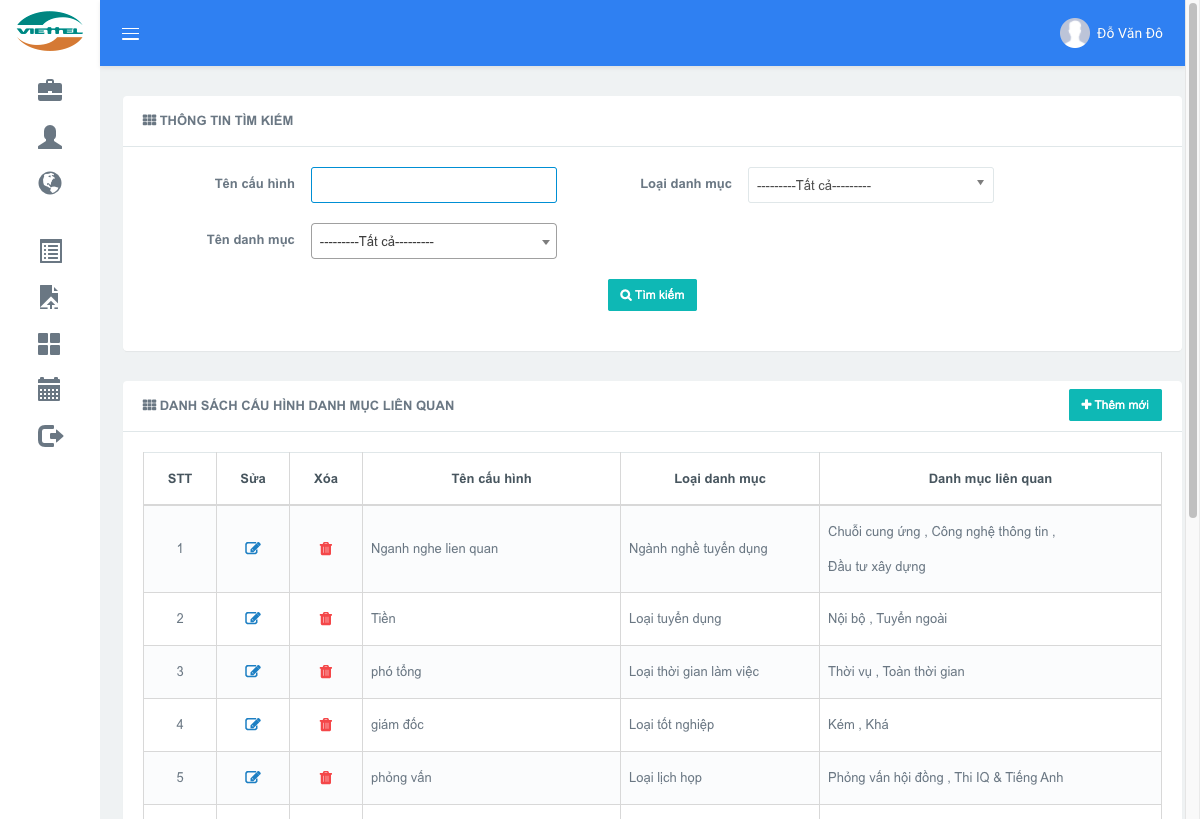 VIETTEL
Đỗ Văn Đô
THÔNG TIN TÌM KIẾM
Tên cấu hình
Loại danh mục
---------Tất cả---------
Tên danh mục
---------Tất cả---------
Tìm kiếm
DANH SÁCH CẤU HÌNH DANH MỤC LIÊN QUAN
Thêm mới
STT Sửa Xóa Tên cấu hình Loại danh mục Danh mục liên quan
1 Nganh nghe lien quan Ngành nghề tuyển dụng Chuỗi cung ứng , Công nghệ thông tin ,
Đầu tư xây dựng
2 Tiền Loại tuyển dụng Nội bộ , Tuyển ngoài
3 phó tổng Loại thời gian làm việc Thời vụ , Toàn thời gian
4 giám đốc Loại tốt nghiệp Kém , Khá
5 phỏng vấn Loại lịch họp Phỏng vấn hội đồng , Thi IQ & Tiếng Anh